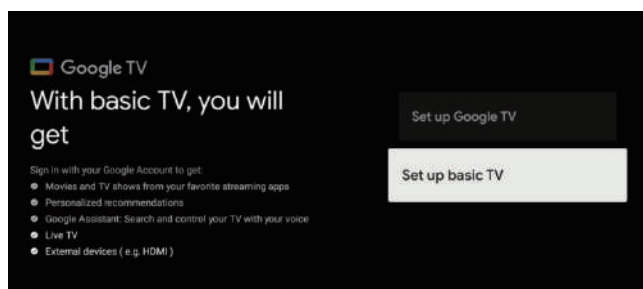 Google TV
With basic TV, you will
get
Sign in with your Google Account to get:
Movies and TV shows from your favorite streaming apps
Personalized recommendations
Google Assistant: Search and control your TV with your voice
Live TV
External devices ( e.g. HDMI )
Set up Google TV
Set up basic TV